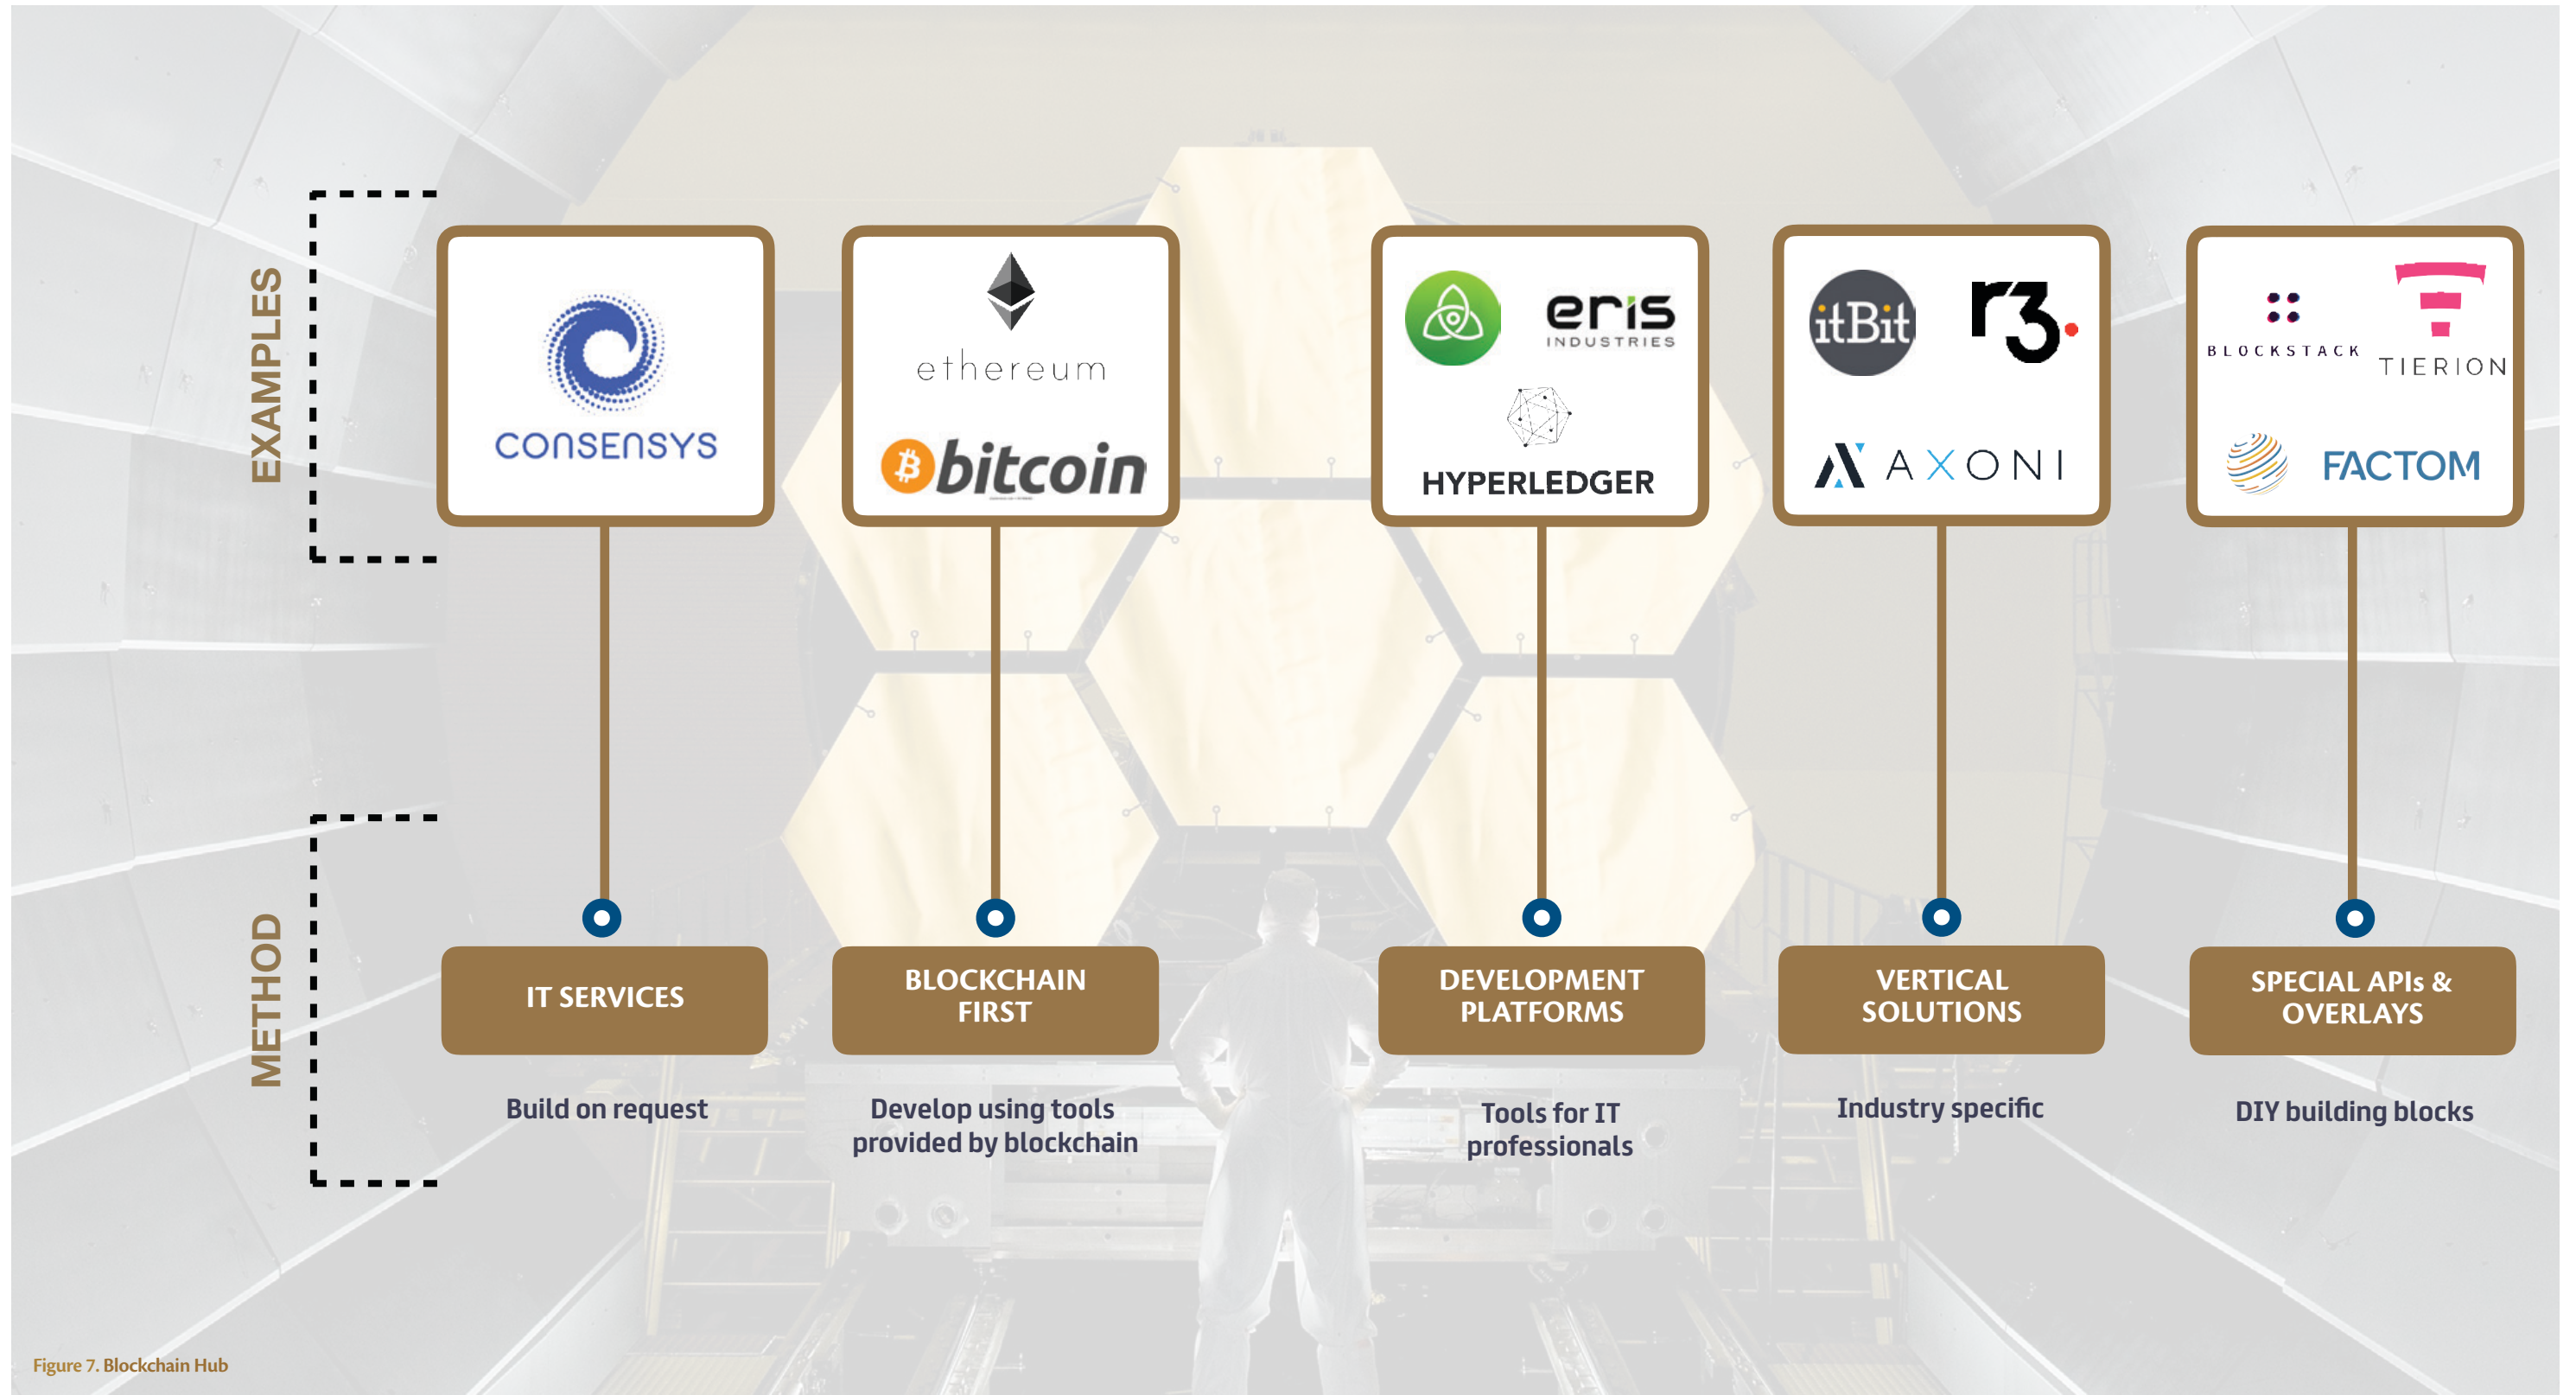 EXAMPLES
CONSENSYS
ethereum
bitcoin
eris
INDUSTRIES
HYPERLEDGER
itBit
r3.
AXONI
BLOCKSTACK
TIERION
FACTOM
METHOD
IT SERVICES
Build on request
BLOCKCHAIN
FIRST
Develop using tools
provided by blockchain
DEVELOPMENT
PLATFORMS
Tools for IT
professionals
VERTICAL
SOLUTIONS
Industry specific
SPECIAL APIs &
OVERLAYS
DIY building blocks
Figure 7. Blockchain Hub